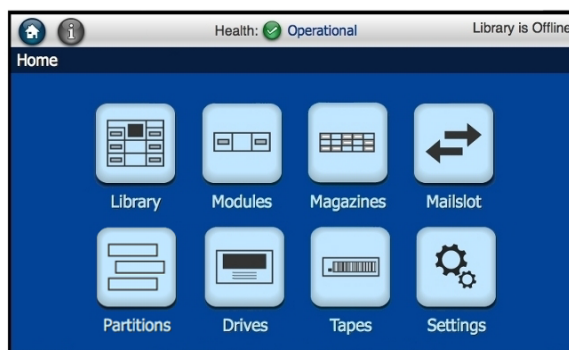 Health: Operational Library is Offline
Home
Library Modules Magazines Mailslot
Partitions Drives Tapes Settings